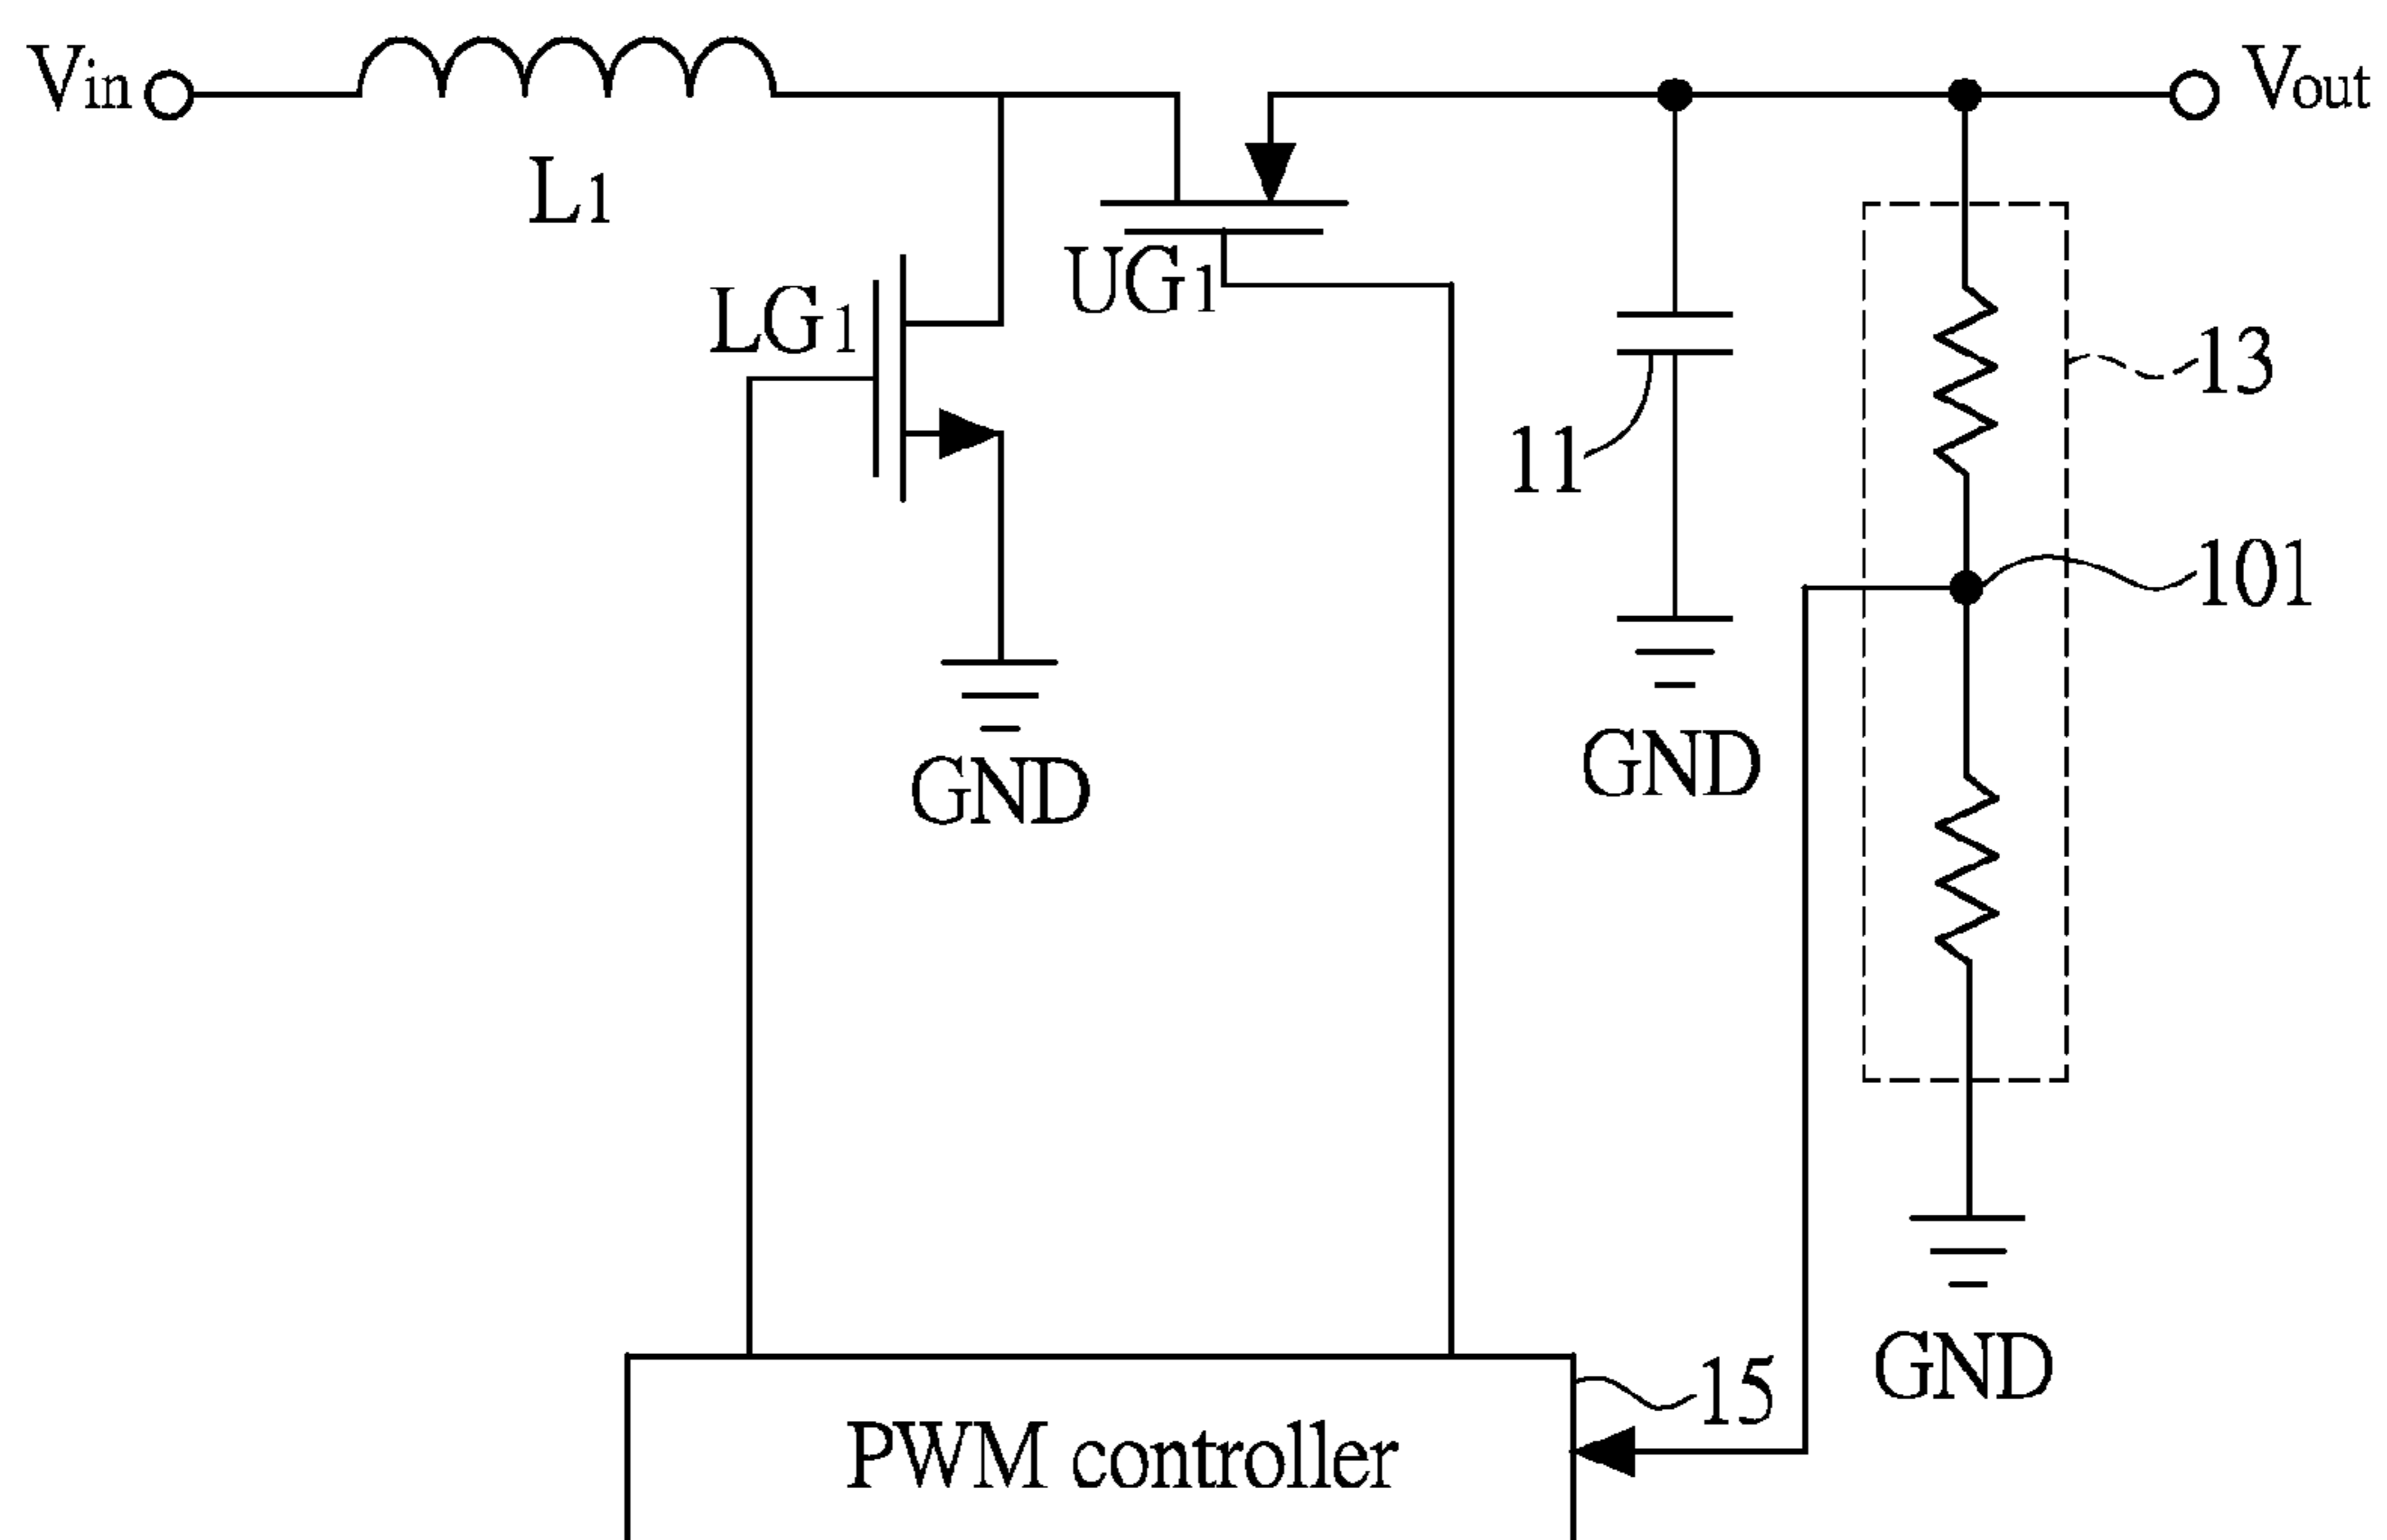 Vin
Vout
L1
UG1
LG1
13
11
101
GND
GND
GND
15
PWM controller